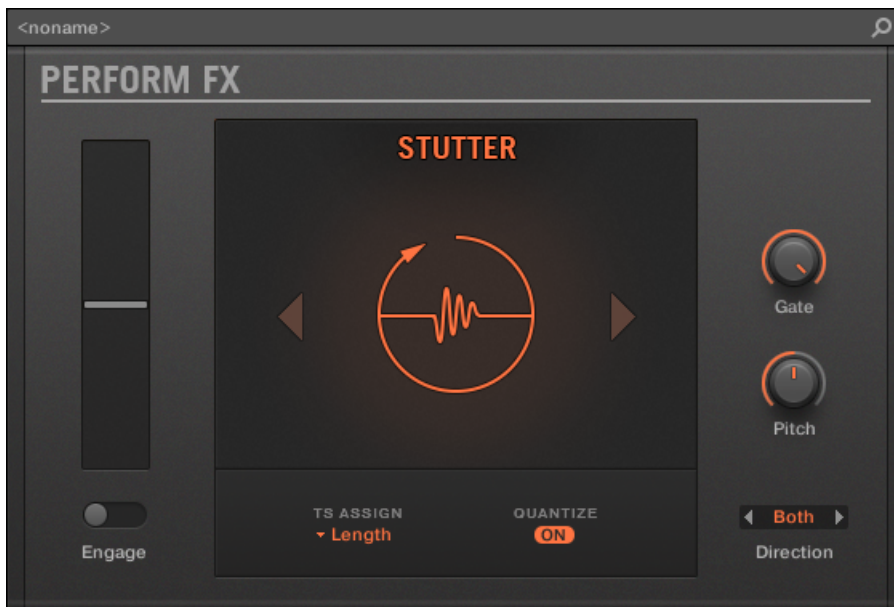 <noname>
PERFORM FX
STUTTER
Gate
Pitch
TS ASSIGN
QUANTIZE
Length
ON
Both
Engage
Direction